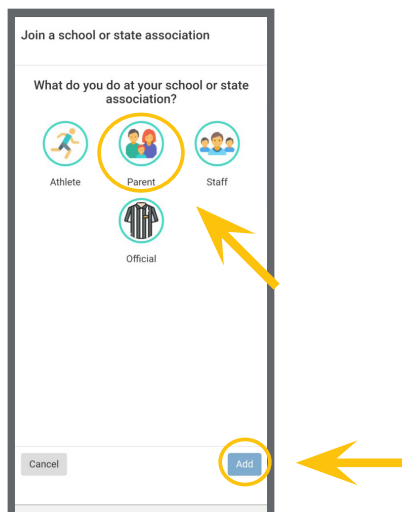 Join a school or state association
What do you do at your school or state
association?
Athlete
Parent
Staff
Official
Cancel
Add